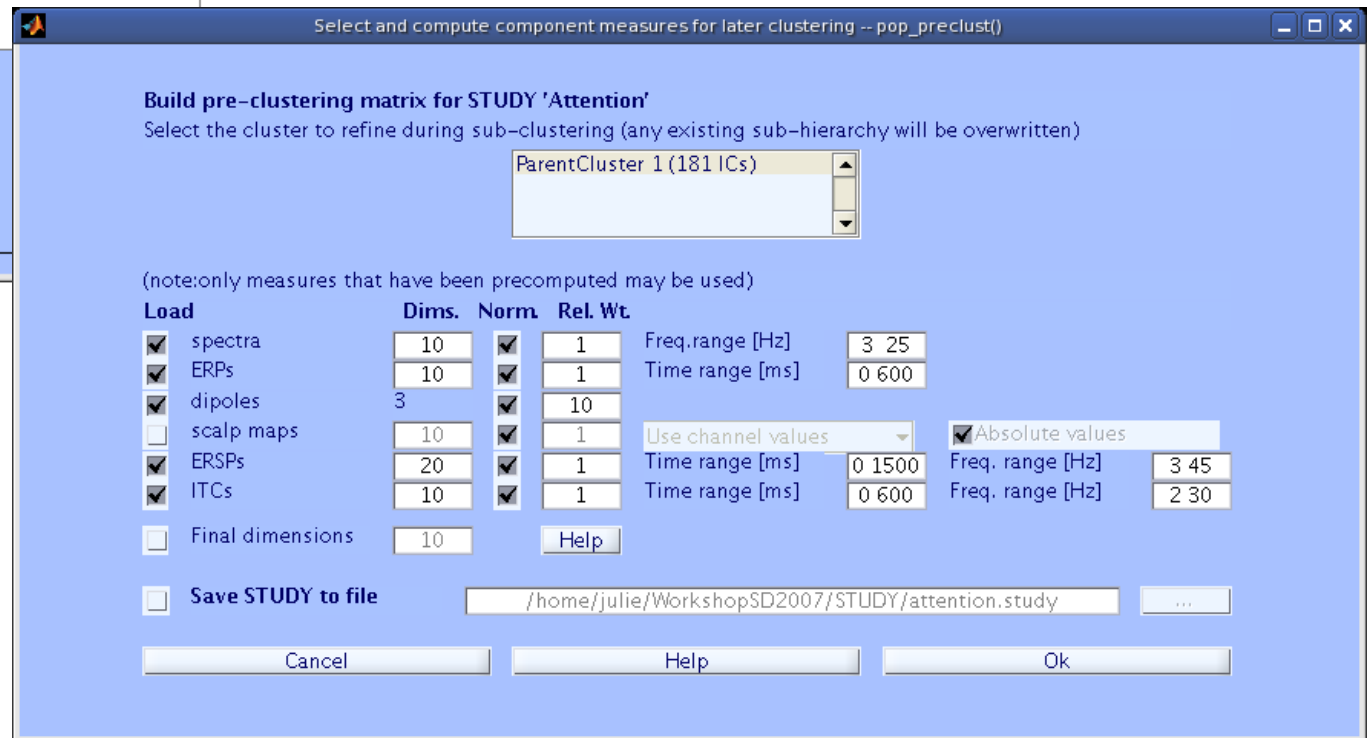 Select and compute component measures for later clustering -- pop_preclust()
Build pre-clustering matrix for STUDY 'Attention'
Select the cluster to refine during sub-clustering (any existing sub-hierarchy will be overwritten)
ParentCluster 1 (181 ICs)
(note:only measures that have been precomputed may be used)
Load Dims. Norm. Rel. Wt.
spectra 10 1 Freq.range [Hz] 3 25
ERPs 10 1 Time range [ms] 0 600
dipoles 3 10
scalp maps 10 1 Use channel values Absolute values
ERSPs 20 1 Time range [ms] 0 1500 Freq. range [Hz] 3 45
ITCs 10 1 Time range [ms] 0 600 Freq. range [Hz] 2 30
Final dimensions 10 Help
Save STUDY to file /home/julie/WorkshopSD2007/STUDY/attention.study ...
Cancel Help Ok